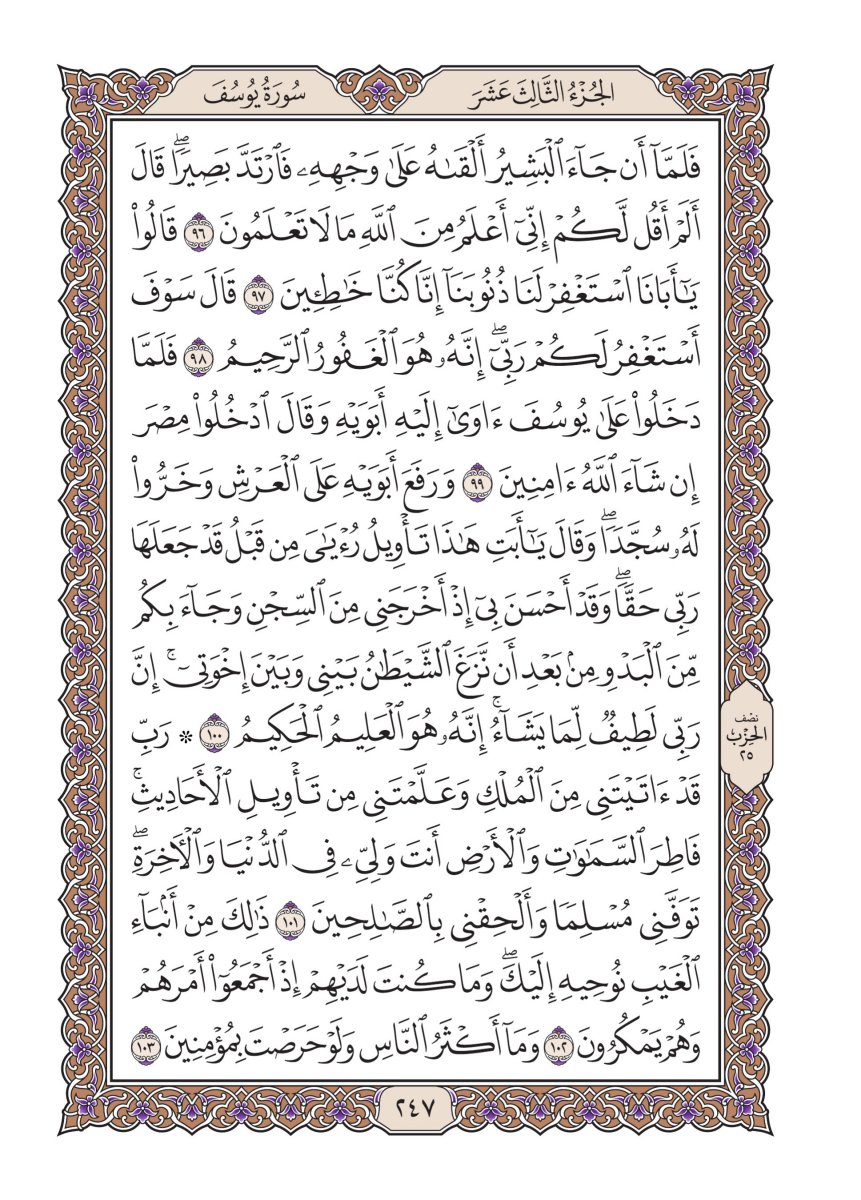 الجُزْءُ الثَّالِثَ عَشَرَ
سُورَةُ يُوسُفَ
فَلَمَّآ أَن جَآءَ ٱلۡبَشِيرُ أَلۡقَىٰهُ عَلَىٰ وَجۡهِهِۦ فَٱرۡتَدَّ بَصِيرٗاۖ قَالَ
أَلَمۡ أَقُل لَّكُمۡ إِنِّيٓ أَعۡلَمُ مِنَ ٱللَّهِ مَا لَا تَعۡلَمُونَ ٩٦ قَالُواْ
يَـٰٓأَبَانَا ٱسۡتَغۡفِرۡ لَنَا ذُنُوبَنَآ إِنَّا كُنَّا خَٰطِـِٔينَ ٩٧ قَالَ سَوۡفَ
أَسۡتَغۡفِرُ لَكُمۡ رَبِّيٓۖ إِنَّهُۥ هُوَ ٱلۡغَفُورُ ٱلرَّحِيمُ ٩٨ فَلَمَّا
دَخَلُواْ عَلَىٰ يُوسُفَ ءَاوَىٰٓ إِلَيۡهِ أَبَوَيۡهِ وَقَالَ ٱدۡخُلُواْ مِصۡرَ
إِن شَآءَ ٱللَّهُ ءَامِنِينَ ٩٩ وَرَفَعَ أَبَوَيۡهِ عَلَى ٱلۡعَرۡشِ وَخَرُّواْ
لَهُۥ سُجَّدٗاۖ وَقَالَ يَـٰٓأَبَتِ هَٰذَا تَأۡوِيلُ رُءۡيَٰيَ مِن قَبۡلُ قَدۡ جَعَلَهَا
رَبِّي حَقّٗاۖ وَقَدۡ أَحۡسَنَ بِيٓ إِذۡ أَخۡرَجَنِي مِنَ ٱلسِّجۡنِ وَجَآءَ بِكُم
مِّنَ ٱلۡبَدۡوِ مِنۢ بَعۡدِ أَن نَّزَغَ ٱلشَّيۡطَٰنُ بَيۡنِي وَبَيۡنَ إِخۡوَتِيٓۚ إِنَّ
رَبِّي لَطِيفٞ لِّمَا يَشَآءُۚ إِنَّهُۥ هُوَ ٱلۡعَلِيمُ ٱلۡحَكِيمُ ١٠٠ * رَبِّ
قَدۡ ءَاتَيۡتَنِي مِنَ ٱلۡمُلۡكِ وَعَلَّمۡتَنِي مِن تَأۡوِيلِ ٱلۡأَحَادِيثِۚ
فَاطِرَ ٱلسَّمَٰوَٰتِ وَٱلۡأَرۡضِ أَنتَ وَلِيِّۦ فِي ٱلدُّنۡيَا وَٱلۡأٓخِرَةِۖ
تَوَفَّنِي مُسۡلِمٗا وَأَلۡحِقۡنِي بِٱلصَّٰلِحِينَ ١٠١ ذَٰلِكَ مِنۡ أَنۢبَآءِ
ٱلۡغَيۡبِ نُوحِيهِ إِلَيۡكَۖ وَمَا كُنتَ لَدَيۡهِمۡ إِذۡ أَجۡمَعُوٓاْ أَمۡرَهُمۡ
وَهُمۡ يَمۡكُرُونَ ١٠٢ وَمَآ أَكۡثَرُ ٱلنَّاسِ وَلَوۡ حَرَصۡتَ بِمُؤۡمِنِينَ ١٠٣
نصف
الحِزْب
٢٥
٢٤٧